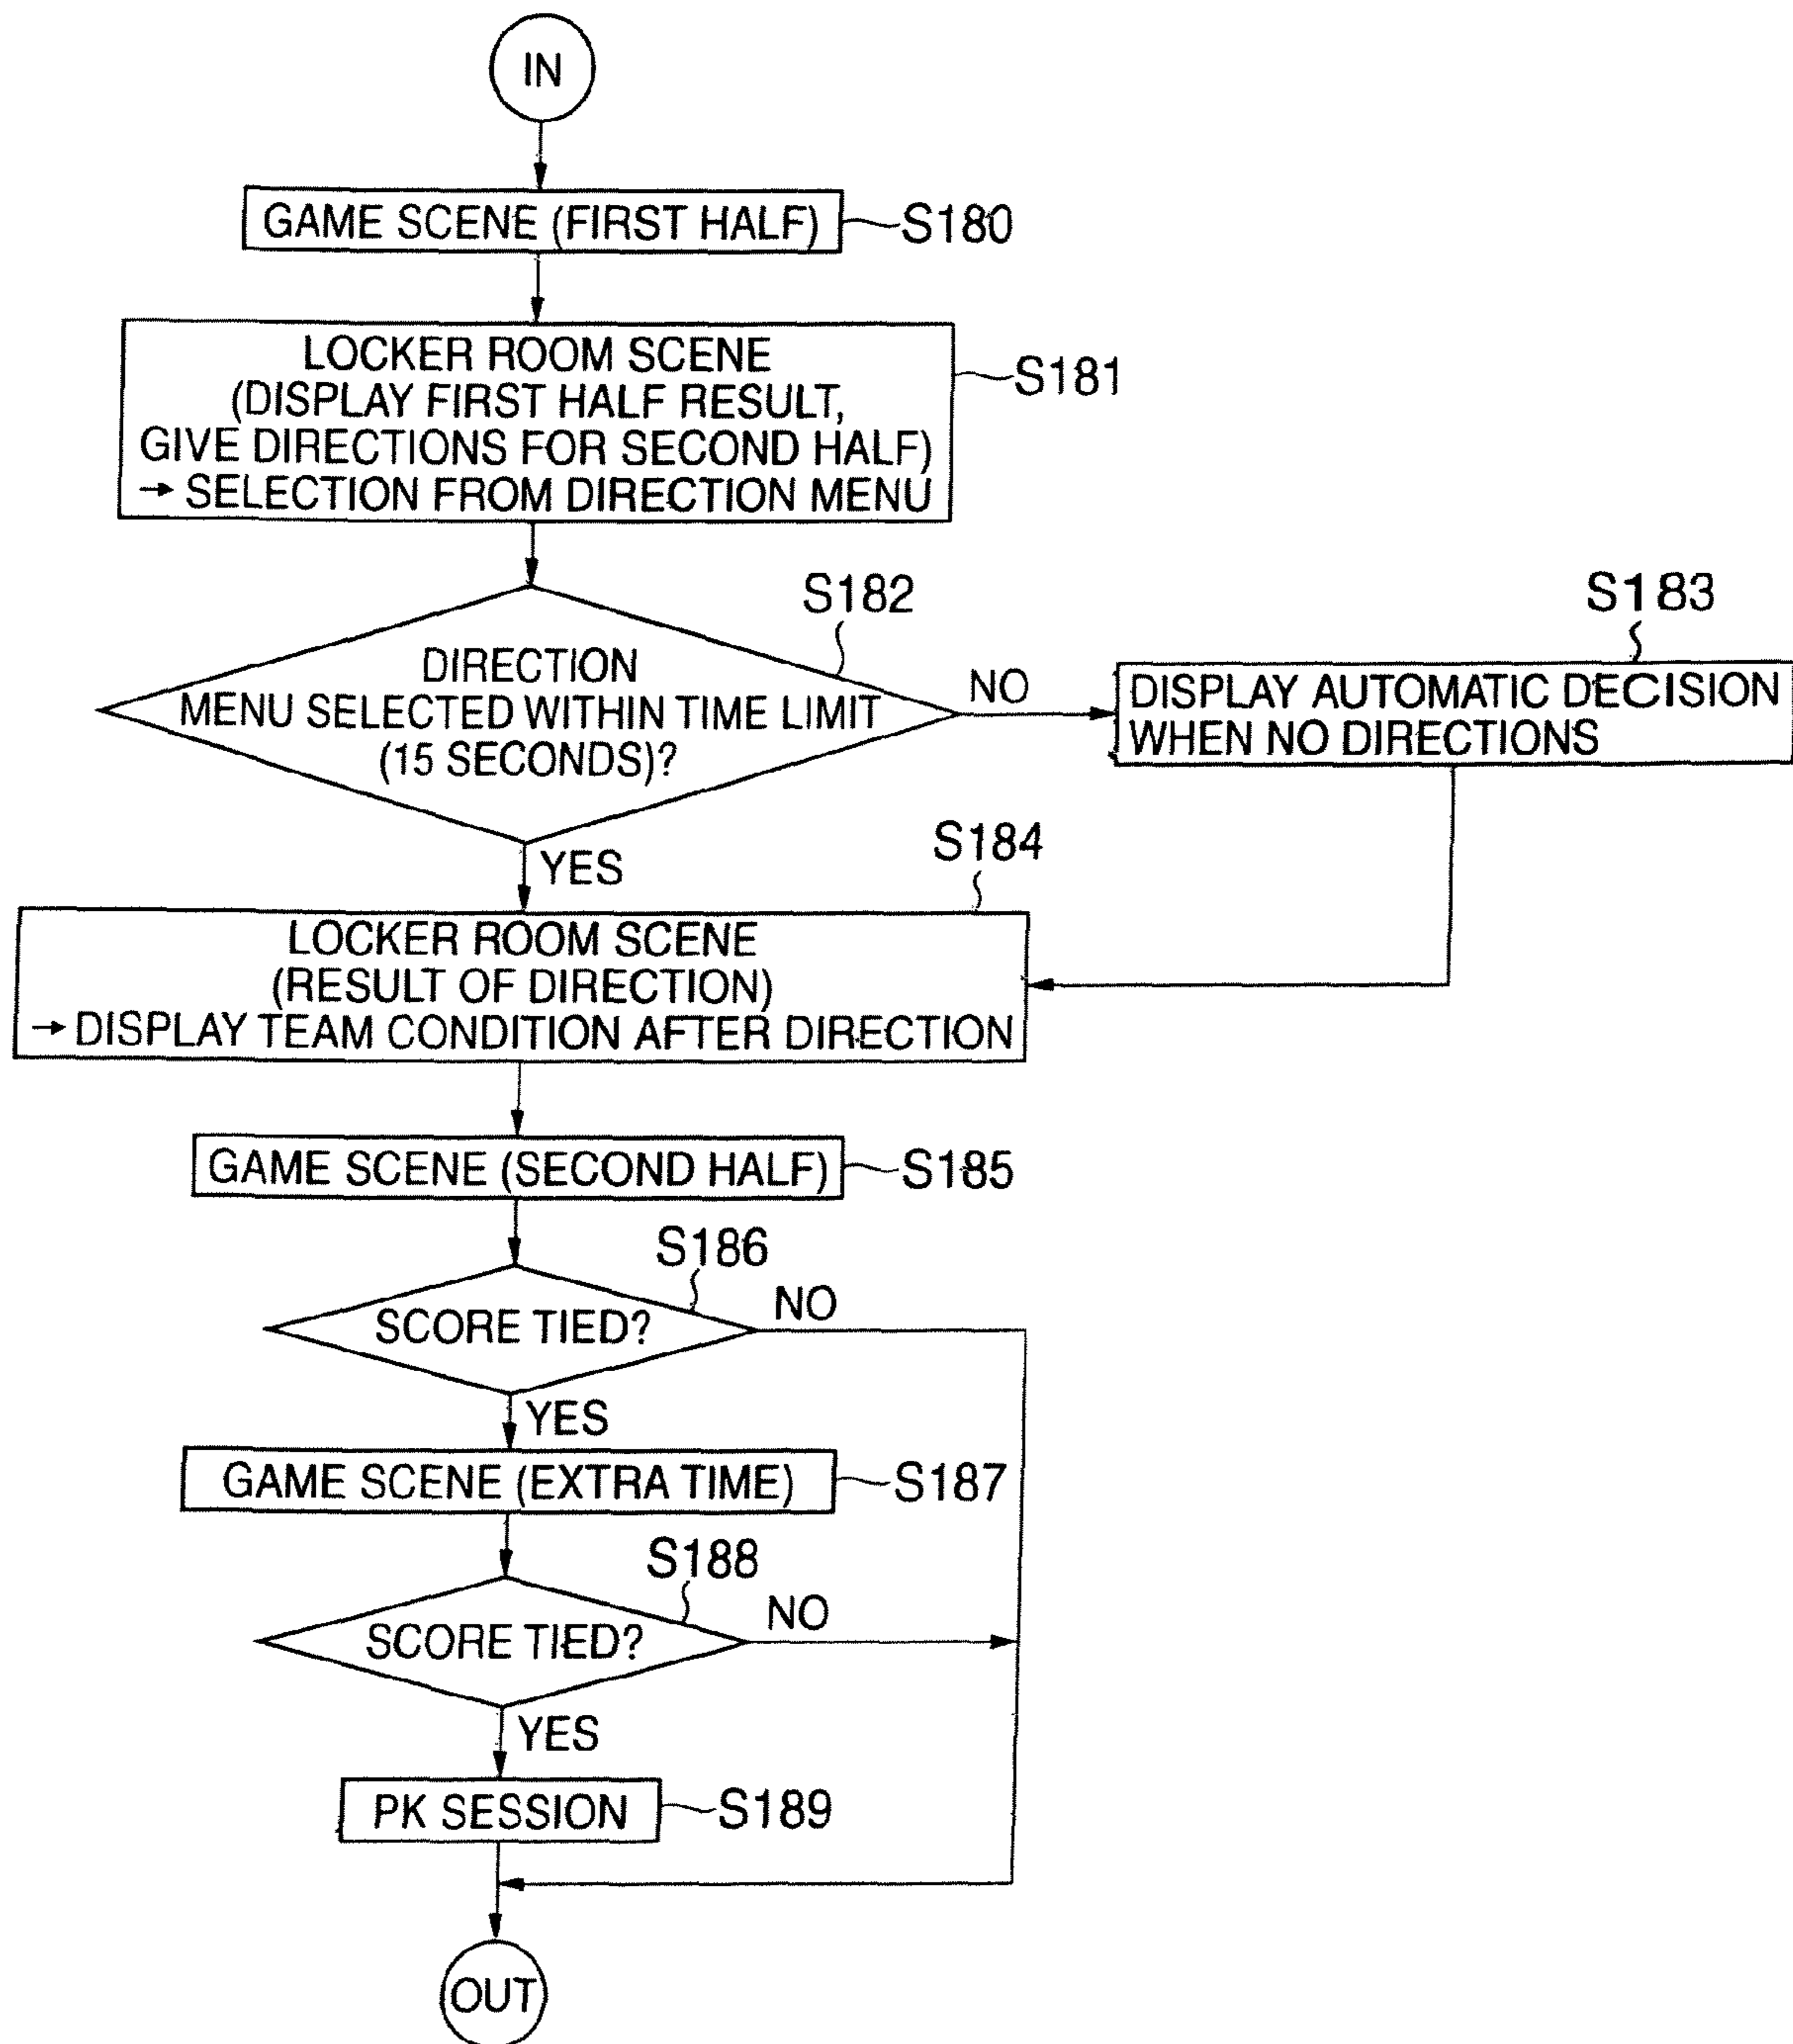 IN
GAME SCENE (FIRST HALF)
S180
LOCKER ROOM SCENE
(DISPLAY FIRST HALF RESULT,
GIVE DIRECTIONS FOR SECOND HALF)
→ SELECTION FROM DIRECTION MENU
S181
S182
DIRECTION
MENU SELECTED WITHIN TIME LIMIT
(15 SECONDS)?
NO
S183
DISPLAY AUTOMATIC DECISION
WHEN NO DIRECTIONS
YES
S184
LOCKER ROOM SCENE
(RESULT OF DIRECTION)
→ DISPLAY TEAM CONDITION AFTER DIRECTION
GAME SCENE (SECOND HALF)
S185
S186
SCORE TIED?
NO
YES
GAME SCENE (EXTRA TIME)
S187
S188
SCORE TIED?
NO
YES
PK SESSION
S189
OUT